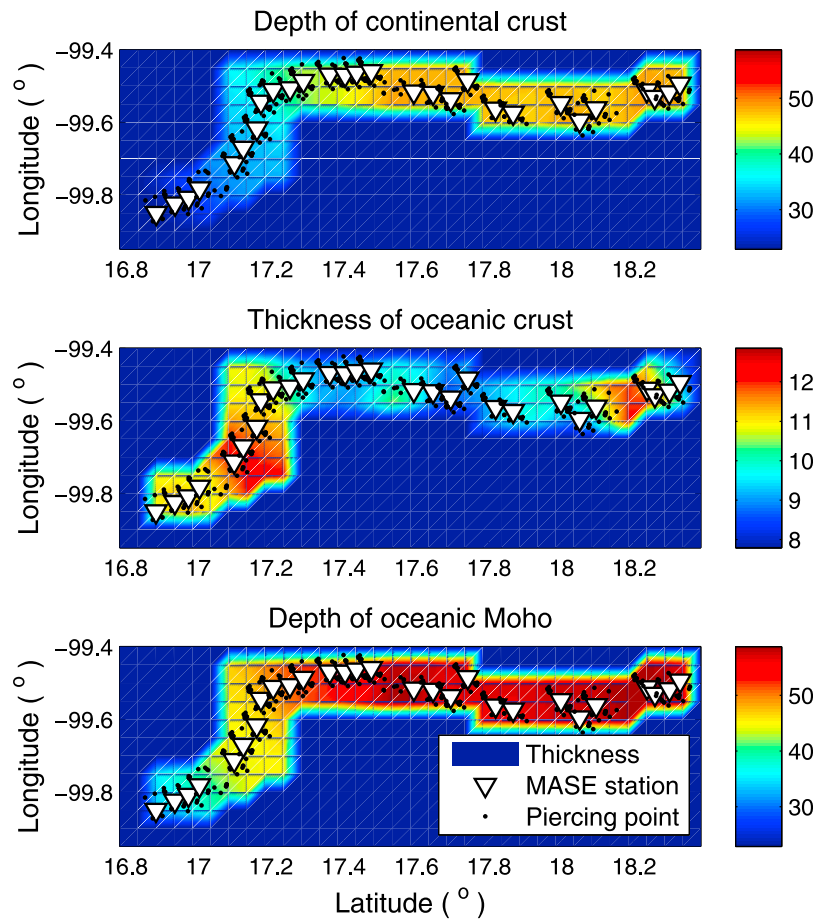 Depth of continental crust
Longitude ( º )
−99.4
−99.6
−99.8
16.8 17 17.2 17.4 17.6 17.8 18 18.2
50
40
30
Thickness of oceanic crust
Longitude ( º )
−99.4
−99.6
−99.8
16.8 17 17.2 17.4 17.6 17.8 18 18.2
12
11
10
9
8
Depth of oceanic Moho
Longitude ( º )
−99.4
−99.6
−99.8
Thickness
MASE station
Piercing point
16.8 17 17.2 17.4 17.6 17.8 18 18.2
Latitude ( º )
50
40
30